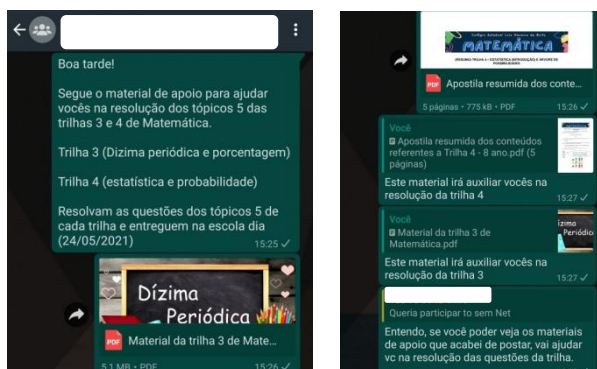 Boa tarde!
Segue o material de apoio para ajudar
vocês na resolução dos tópicos 5 das
trilhas 3 e 4 de Matemática.
Trilha 3 (Dizima periódica e porcentagem)
Trilha 4 (estatística e probabilidade)
Resolvam as questões dos tópicos 5 de
cada trilha e entreguem na escola dia
(24/05/2021)
15:25
Dízima
Periódica
PDF Material da trilha 3 de Mate...
5,1 MB • PDF 15:26
MATEMÁTICA
PDF Apostila resumida dos conte...
5 páginas • 775 kB • PDF 15:26
Você
Apostila resumida dos conteúdos
referentes a Trilha 4 - 8 ano.pdf (5
páginas)
Este material irá auxiliar vocês na
resolução da trilha 4
15:27
Você
Material da trilha 3 de
Matemática.pdf
ízima
Periódic
Este material irá auxiliar vocês na
resolução da trilha 3
15:27
Queria participar to sem Net
Entendo, se você poder veja os materiais
de apoio que acabei de postar, vai ajudar
vc na resolução das questões da trilha.